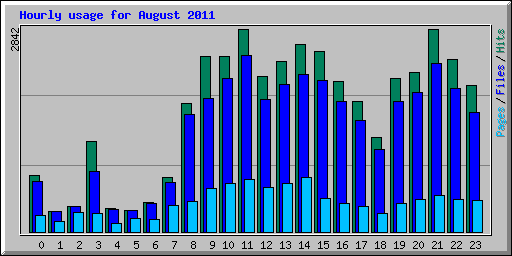 Hourly usage for August 2011
2842
Pages / Files / Hits
0 1 2 3 4 5 6 7 8 9 10 11 12 13 14 15 16 17 18 19 20 21 22 23